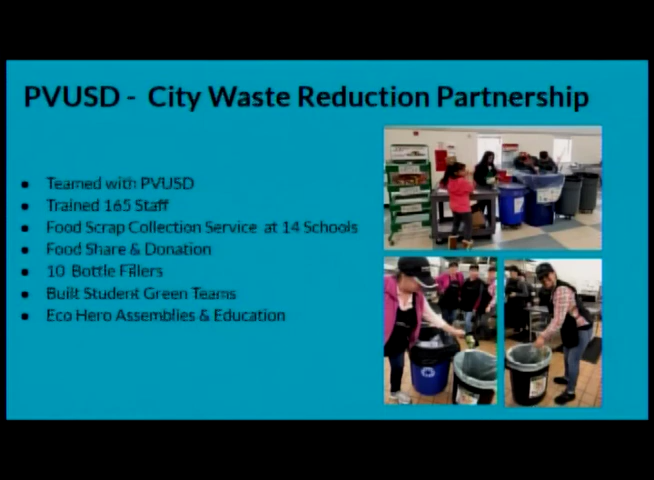 PVUSD - City Waste Reduction Partnership
● Teamed with PVUSD
● Trained 165 Staff
● Food Scrap Collection Service at 14 Schools
● Food Share & Donation
● 10 Bottle Fillers
● Built Student Green Teams
● Eco Hero Assemblies & Education